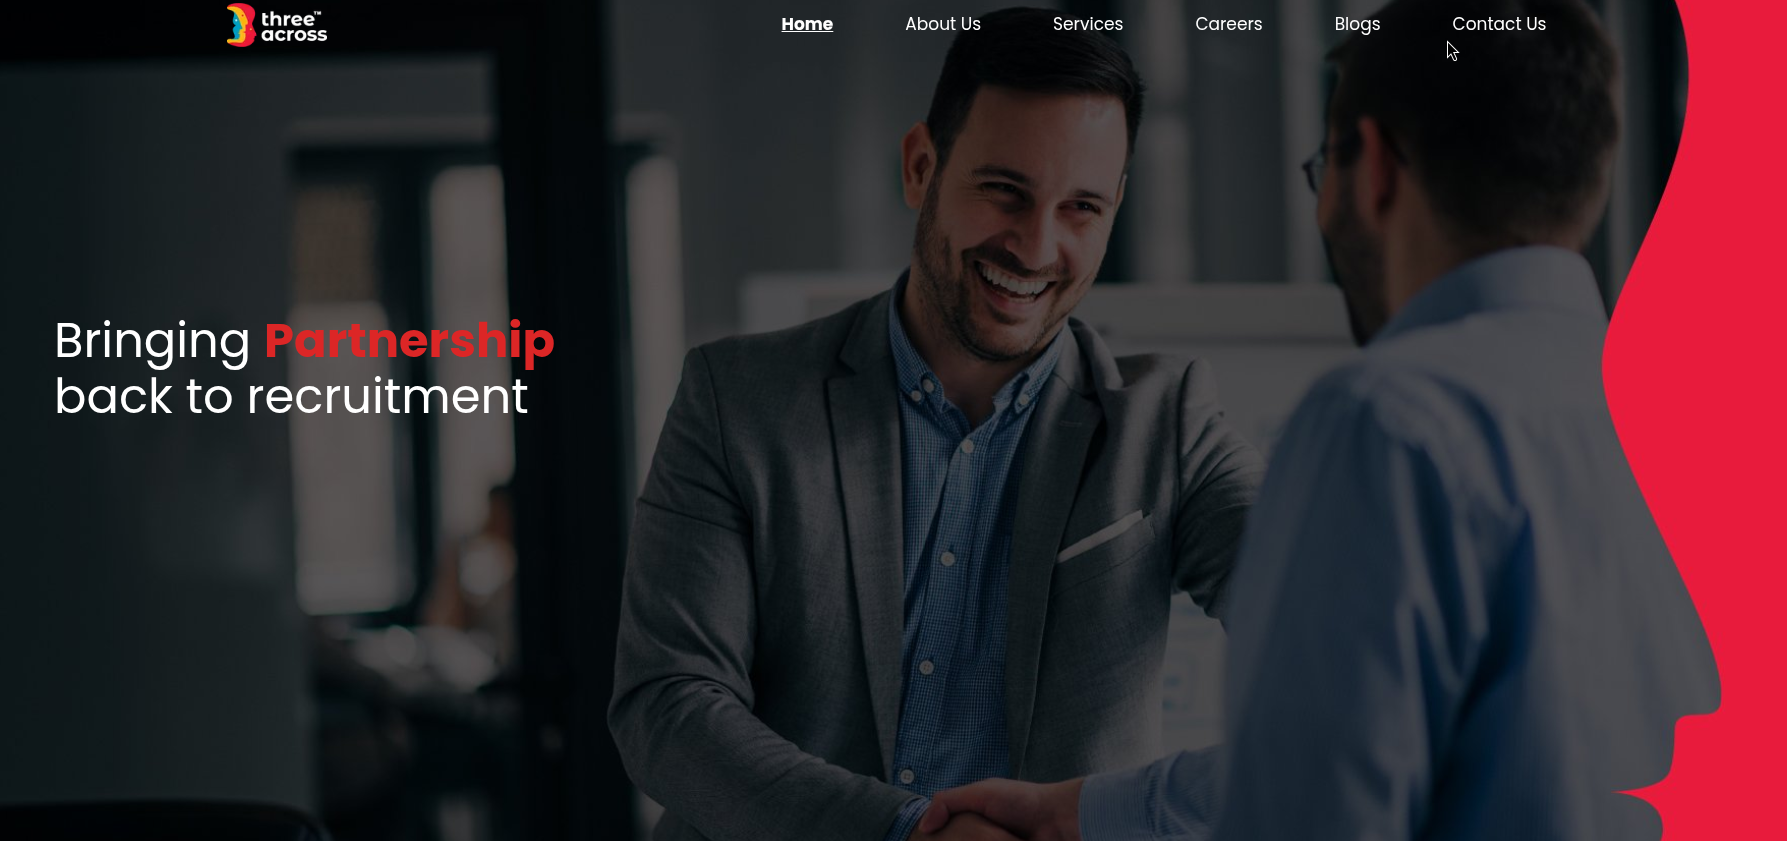 three™
across
Home
About Us
Services
Careers
Blogs
Contact Us
Bringing Partnership
back to recruitment